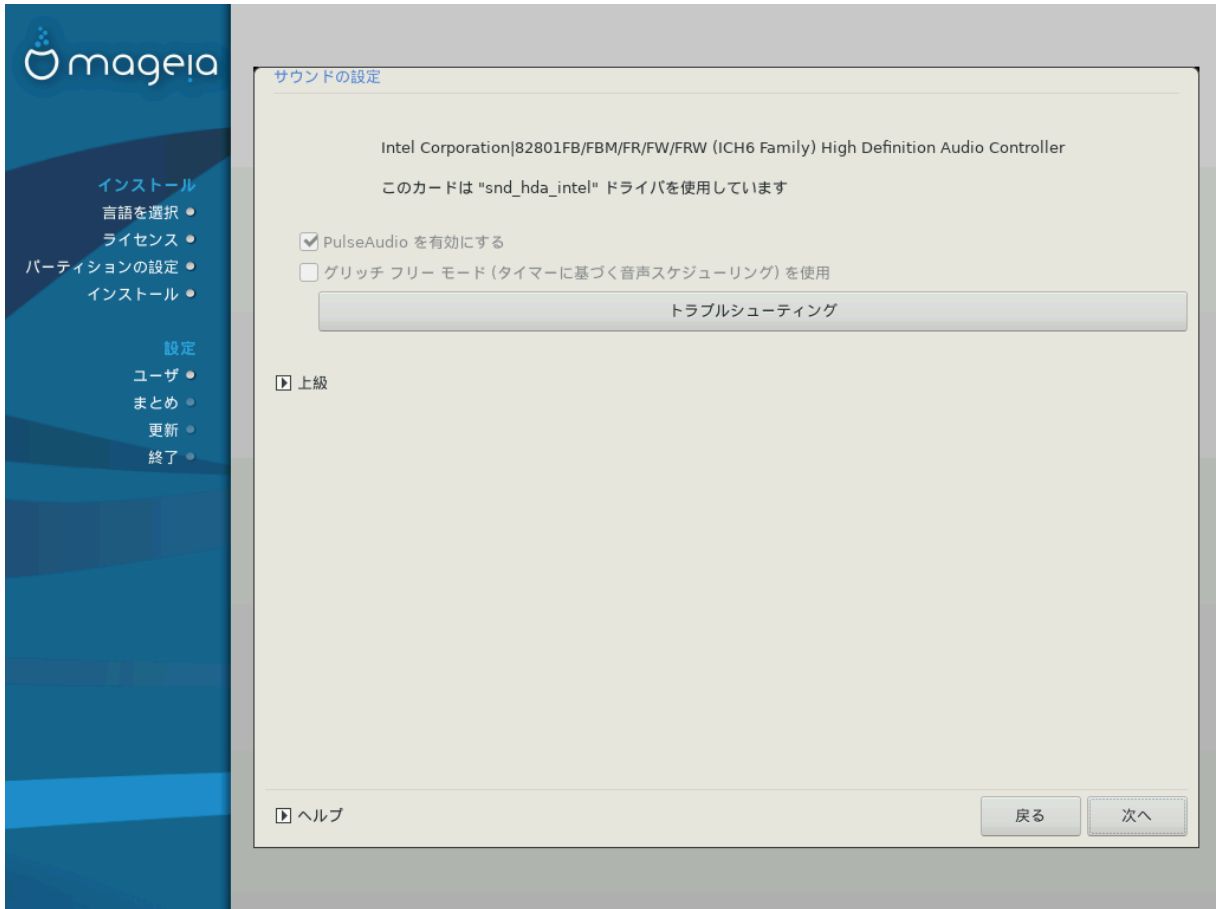 mageia
インストール
言語を選択
ライセンス
パーティションの設定
インストール
設定
ユーザ
まとめ
更新
終了
サウンドの設定
Intel Corporation|82801FB/FBM/FR/FW/FRW (ICH6 Family) High Definition Audio Controller
このカードは "snd_hda_intel" ドライバを使用しています
PulseAudio を有効にする
グリッチ フリー モード (タイマーに基づく音声スケジューリング) を使用
トラブルシューティング
上級
ヘルプ
戻る
次へ